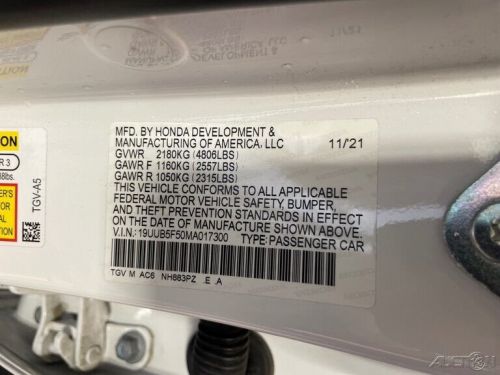 MFD. BY HONDA DEVELOPMENT &
MANUFACTURING OF AMERICA, LLC 11/21
GVWR 2180KG (4806LBS)
GAWR F 1160KG (2557LBS)
GAWR R 1050KG (2315LBS)
THIS VEHICLE CONFORMS TO ALL APPLICABLE
FEDERAL MOTOR VEHICLE SAFETY, BUMPER,
AND THEFT PREVENTION STANDARDS IN EFFECT
ON THE DATE OF MANUFACTURE SHOWN ABOVE.
V.I.N.: 19UUB5F50MA017300 TYPE: PASSENGER CAR
TGV M AC6 NH883PZ .E .A
TGV-A5